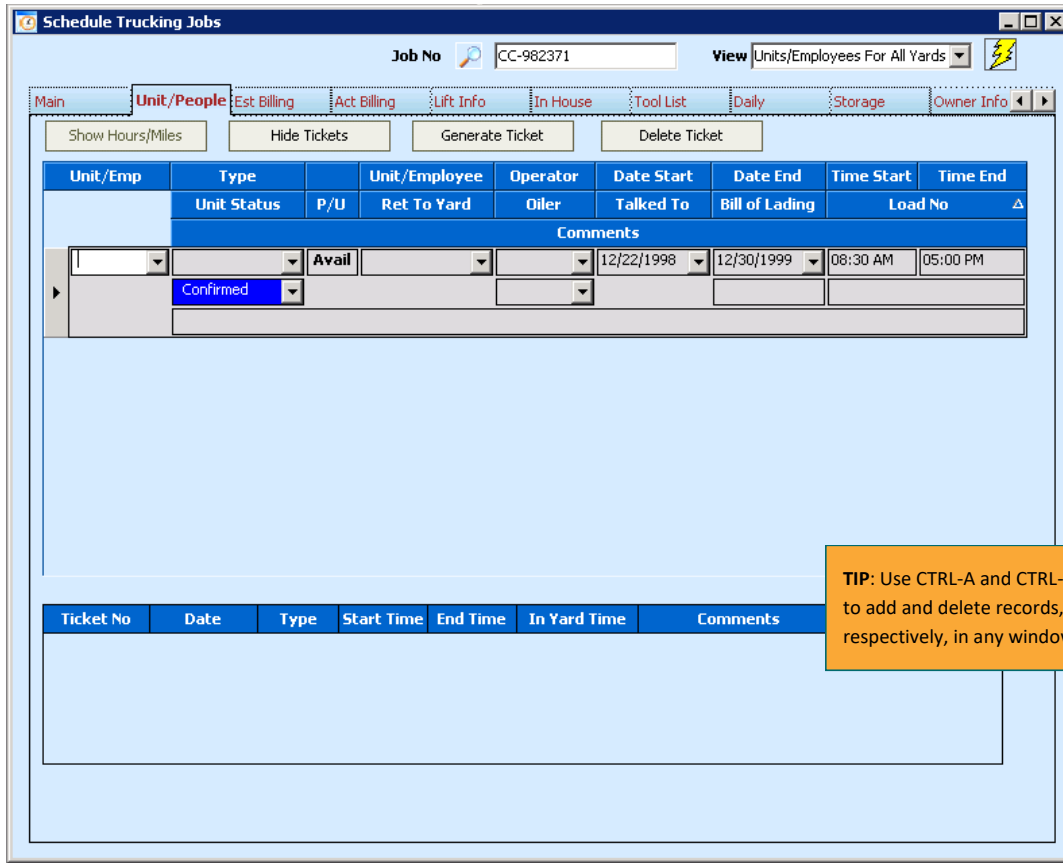 Schedule Trucking Jobs
Job No CC-982371 View Units/Employees For All Yards
Main Unit/People Est Billing Act Billing Lift Info In House Tool List Daily Storage Owner Info
Show Hours/Miles Hide Tickets Generate Ticket Delete Ticket
Unit/Emp Type Unit/Employee Operator Date Start Date End Time Start Time End
Unit Status P/U Ret To Yard Oiler Talked To Bill of Lading Load No
Comments
Avail 12/22/1998 12/30/1999 08:30 AM 05:00 PM
Confirmed
TIP: Use CTRL-A and CTRL-
to add and delete records,
respectively, in any window
Ticket No Date Type Start Time End Time In Yard Time Comments